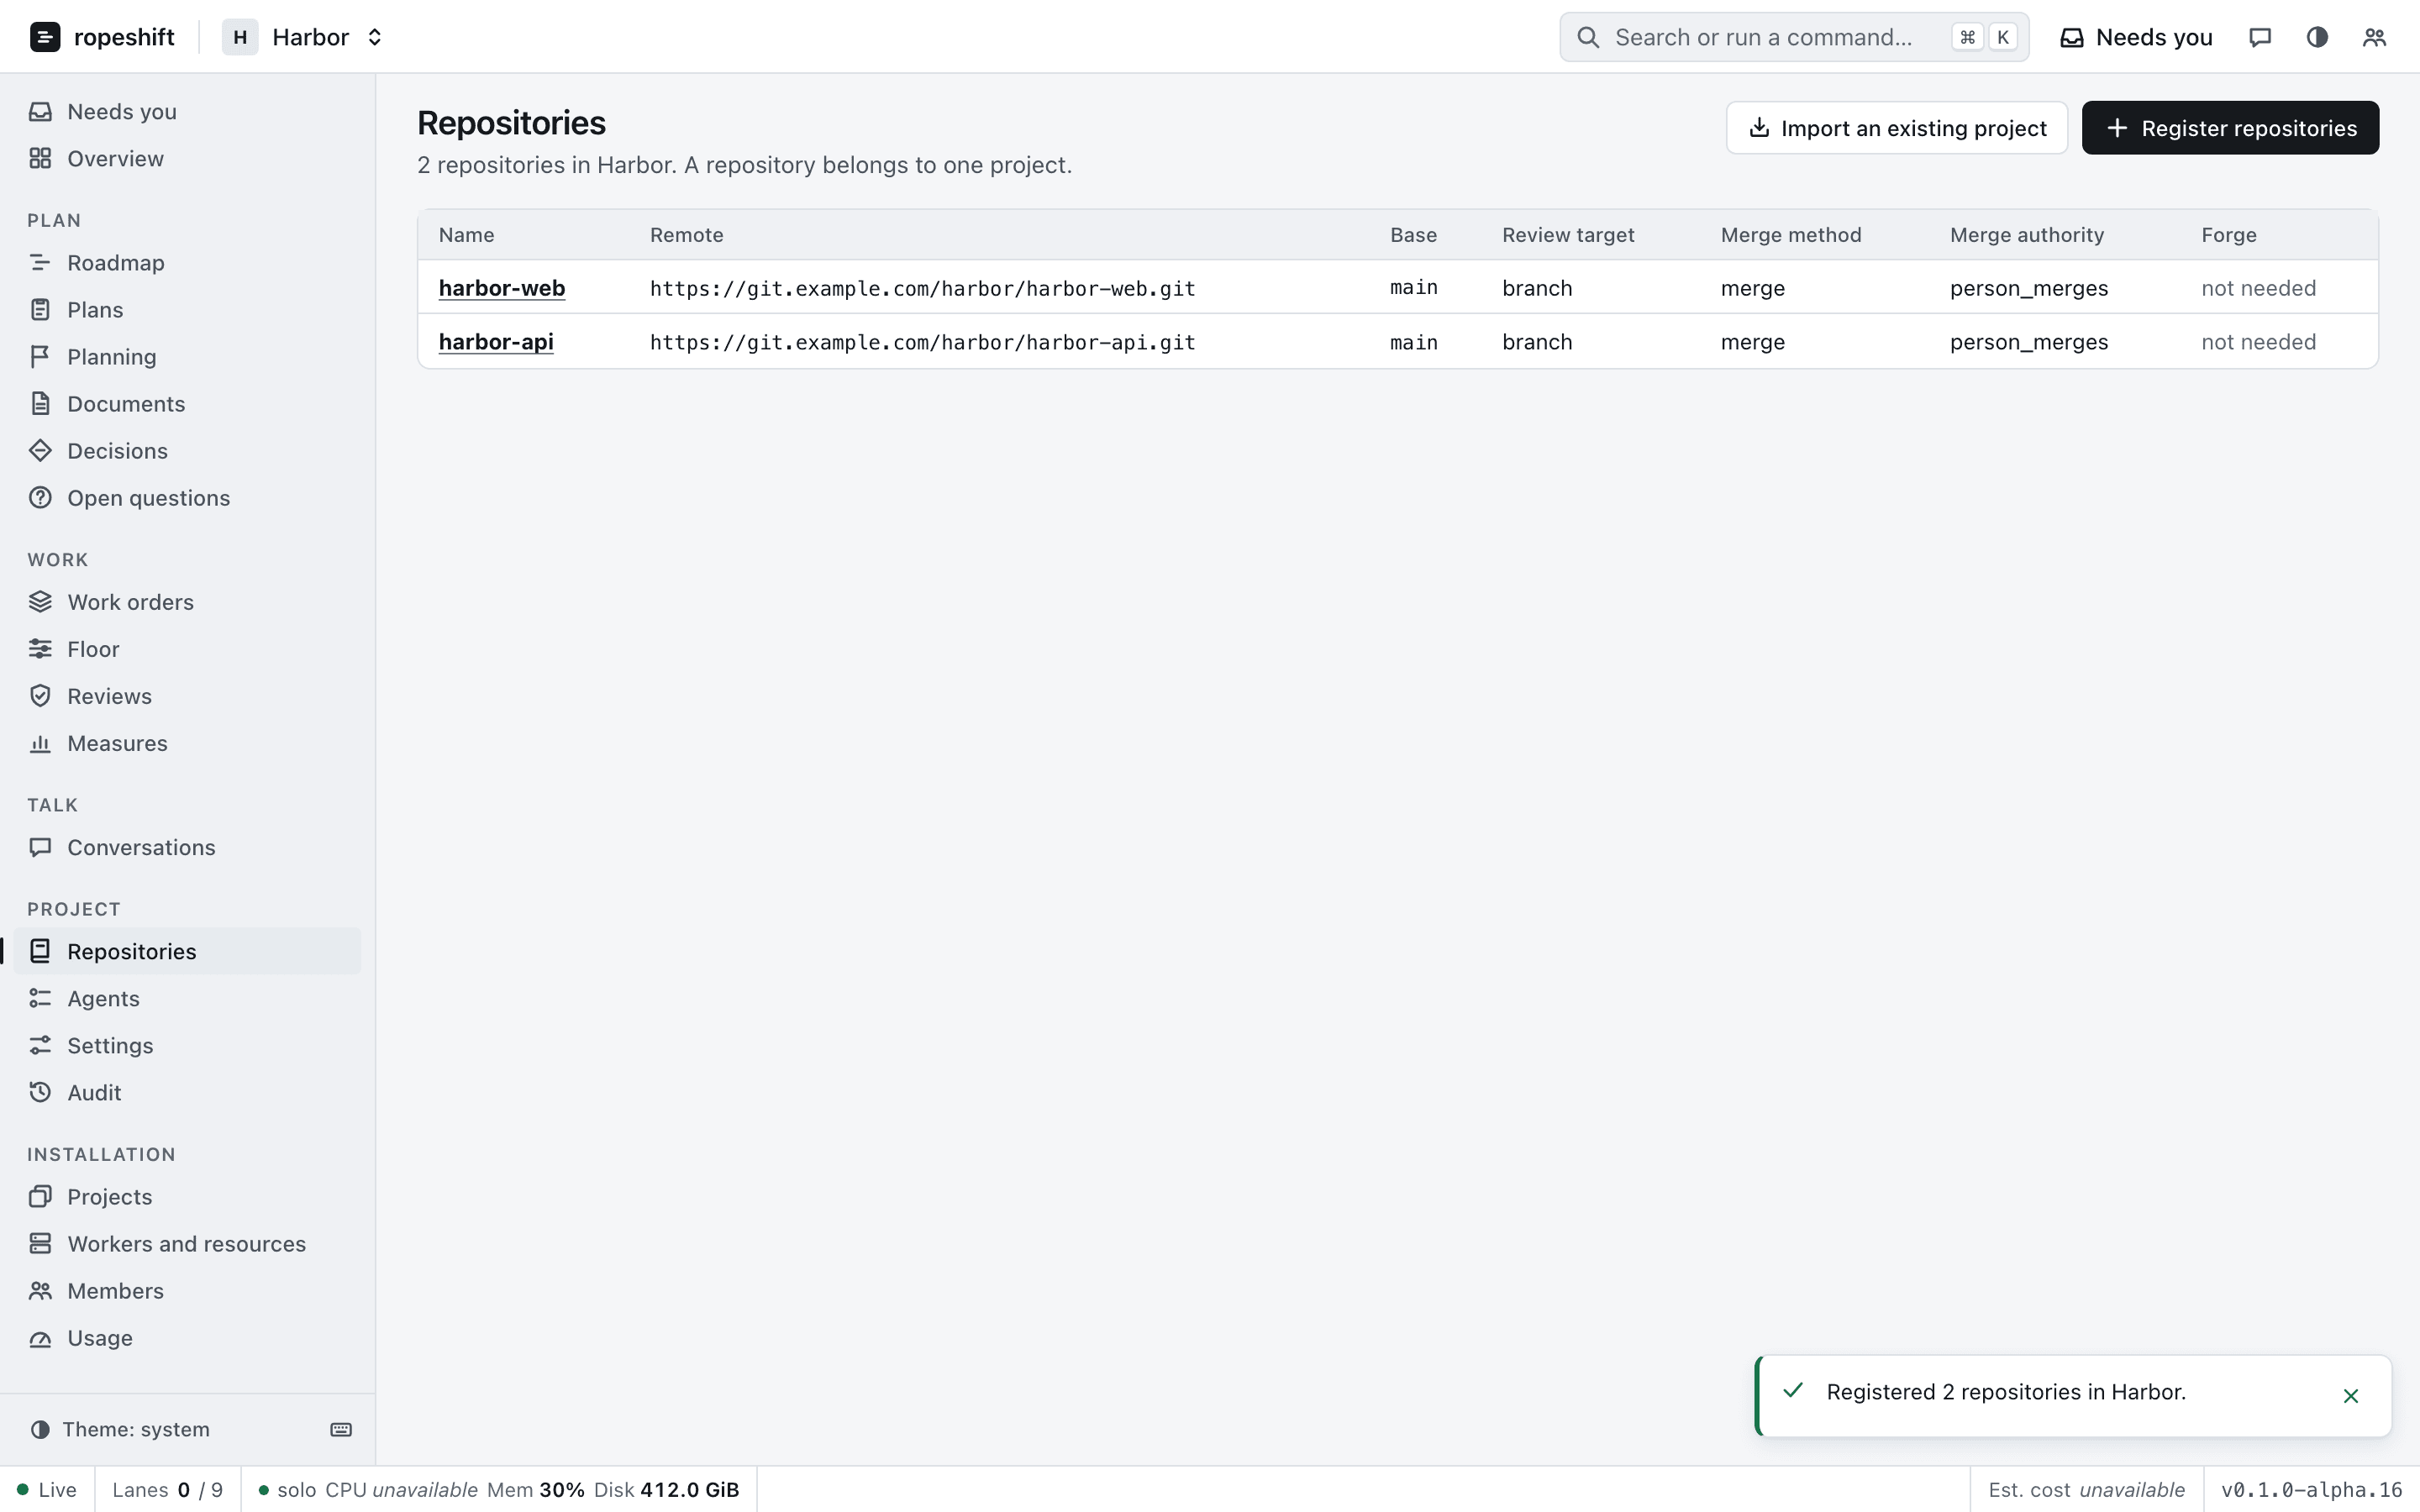 ropeshift
H Harbor
Search or run a command...
⌘ K
Needs you
Needs you
Overview
PLAN
Roadmap
Plans
Planning
Documents
Decisions
Open questions
WORK
Work orders
Floor
Reviews
Measures
TALK
Conversations
PROJECT
Repositories
Agents
Settings
Audit
INSTALLATION
Projects
Workers and resources
Members
Usage
Theme: system
Repositories
2 repositories in Harbor. A repository belongs to one project.
Import an existing project
Register repositories
Name Remote Base Review target Merge method Merge authority Forge
harbor-web https://git.example.com/harbor/harbor-web.git main branch merge person_merges not needed
harbor-api https://git.example.com/harbor/harbor-api.git main branch merge person_merges not needed
Registered 2 repositories in Harbor.
Live Lanes 0 / 9 solo CPU unavailable Mem 30% Disk 412.0 GiB Est. cost unavailable v0.1.0-alpha.16